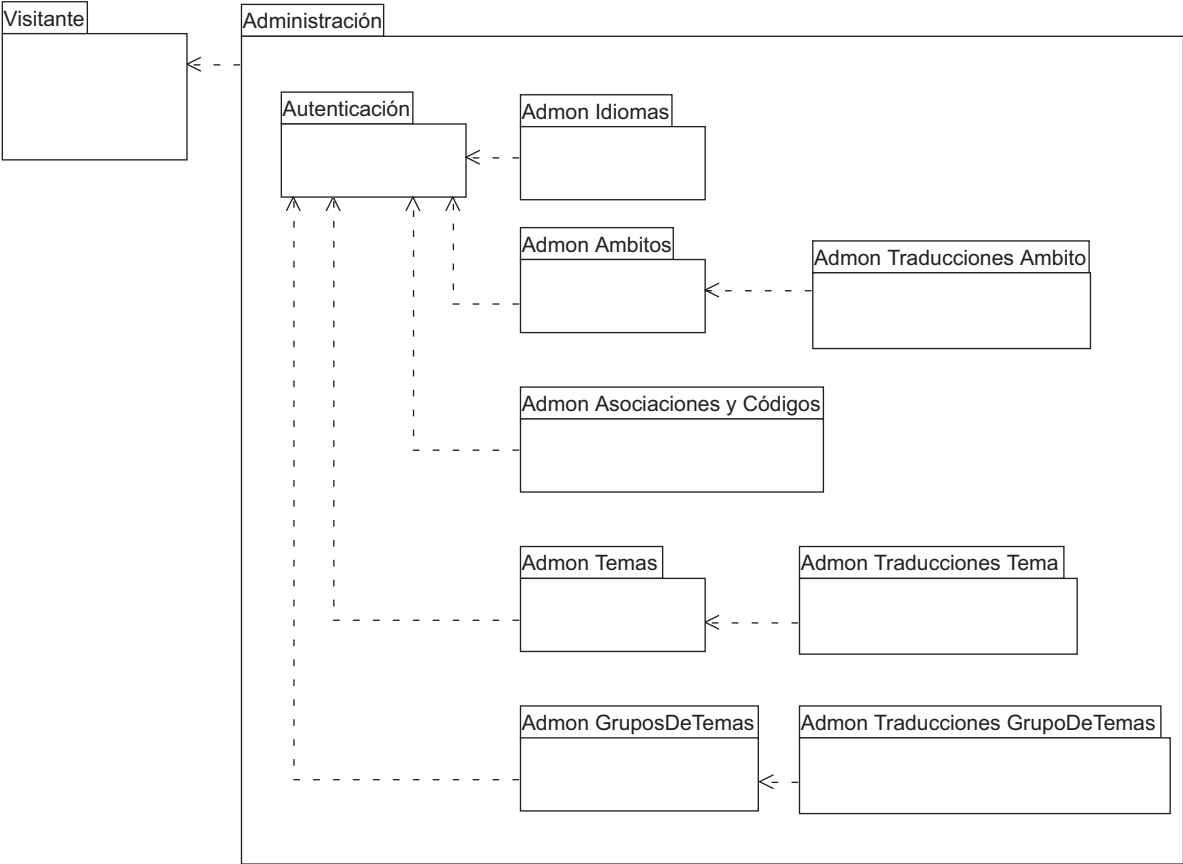 Visitante
Administración
Autenticación
Admon Idiomas
Admon Ambitos
Admon Traducciones Ambito
Admon Asociaciones y Códigos
Admon Temas
Admon Traducciones Tema
Admon GruposDeTemas
Admon Traducciones GrupoDeTemas